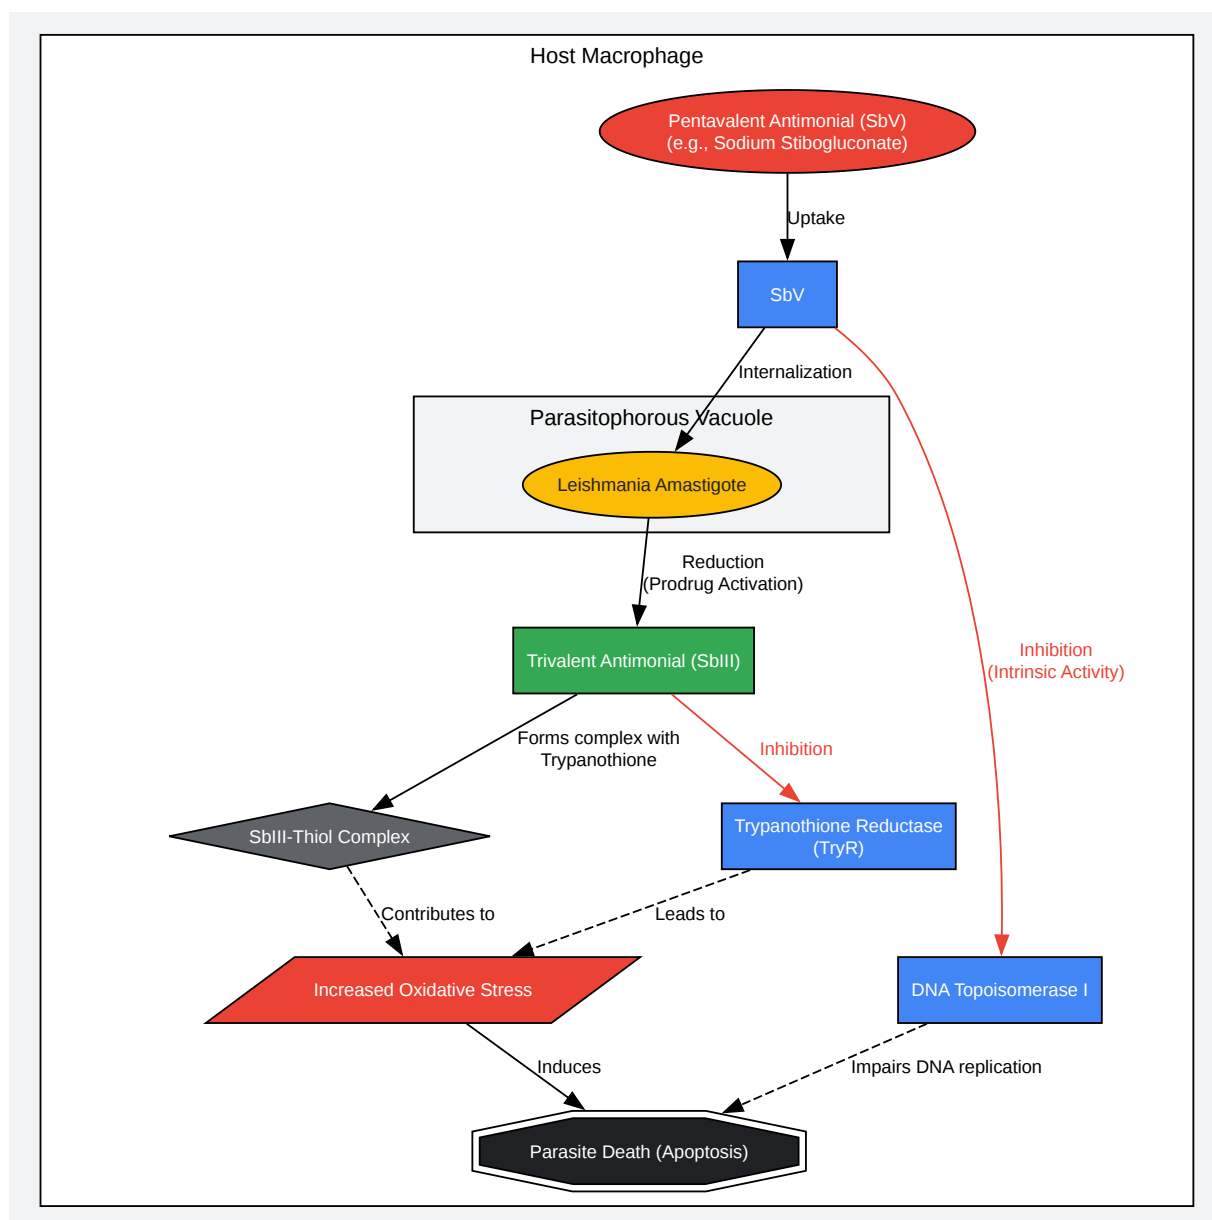 Host Macrophage
Pentavalent Antimonial (SbV)
(e.g., Sodium Stibogluconate)
Uptake
SbV
Internalization
Parasitophorous Vacuole
Leishmania Amastigote
Reduction
(Prodrug Activation)
Trivalent Antimonial (SbIII)
Inhibition
(Intrinsic Activity)
Forms complex with
Trypanothione
Inhibition
SbIII-Thiol Complex
Trypanothione Reductase
(TryR)
Contributes to
Leads to
Increased Oxidative Stress
DNA Topoisomerase I
Induces
Impairs DNA replication
Parasite Death (Apoptosis)